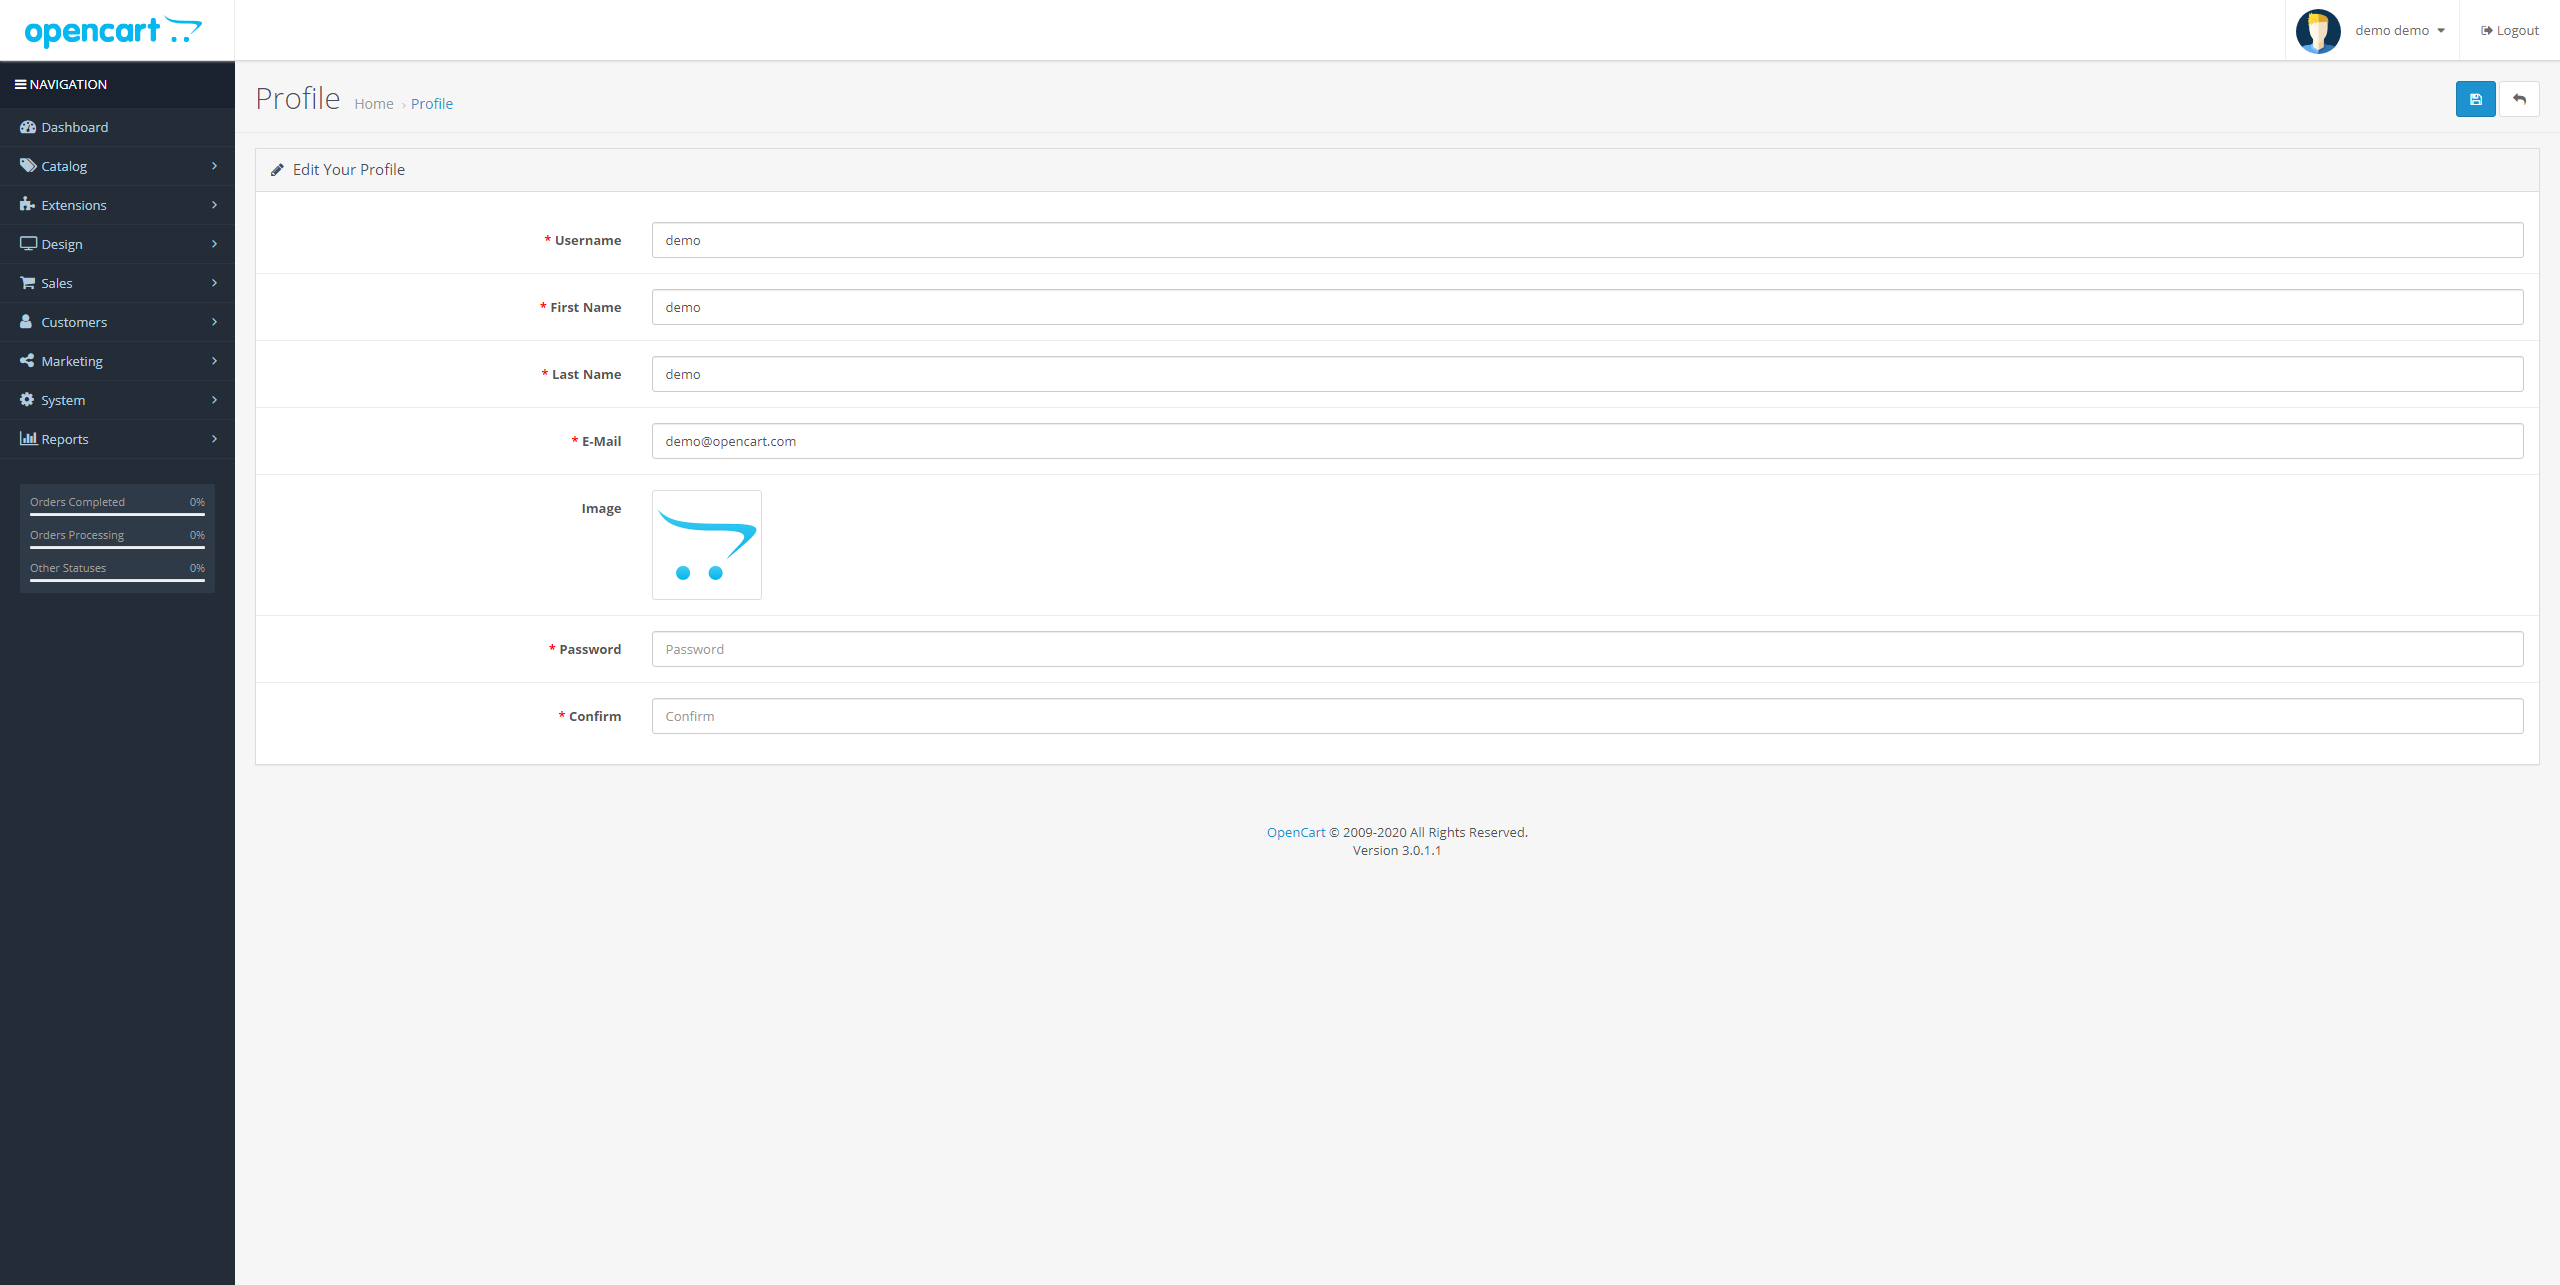 opencart
demo demo
Logout
NAVIGATION
Dashboard
Catalog
Extensions
Design
Sales
Customers
Marketing
System
Reports
Orders Completed 0%
Orders Processing 0%
Other Statuses 0%
Profile Home › Profile
Edit Your Profile
* Username demo
* First Name demo
* Last Name demo
* E-Mail demo@opencart.com
Image
* Password Password
* Confirm Confirm
OpenCart © 2009-2020 All Rights Reserved.
Version 3.0.1.1